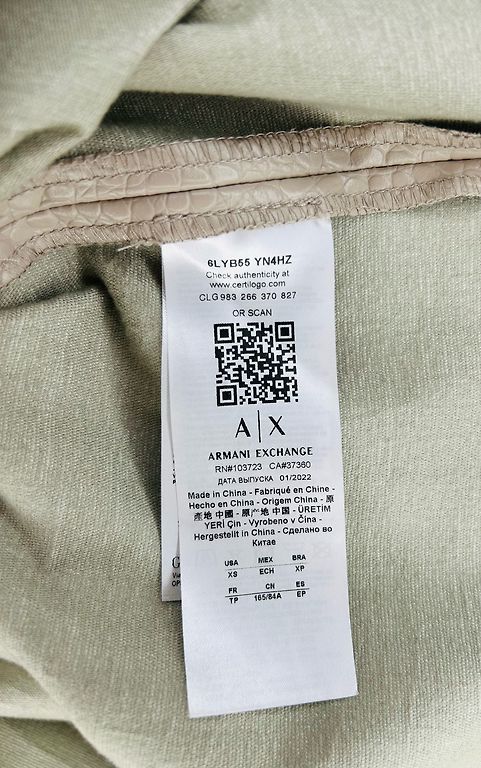 6LYB55 YN4HZ
Check authenticity at
www.certilogo.com
CLG 983 266 370 827
OR SCAN
A|X
ARMANI EXCHANGE
RN#103723 CA#37360
ДАТА ВЫПУСКА 01/2022
Made in China - Fabriqué en Chine -
Hecho en China - Origem China - 原
產地 中國 - 原产地 中国 - ÜRETİM
YERİ Çin - Vyrobeno v Čína -
Hergestellt in China - Сделано во
Китае
USA MEX BRA
XS ECH XP
FR CN ES
TP 165/84A EP